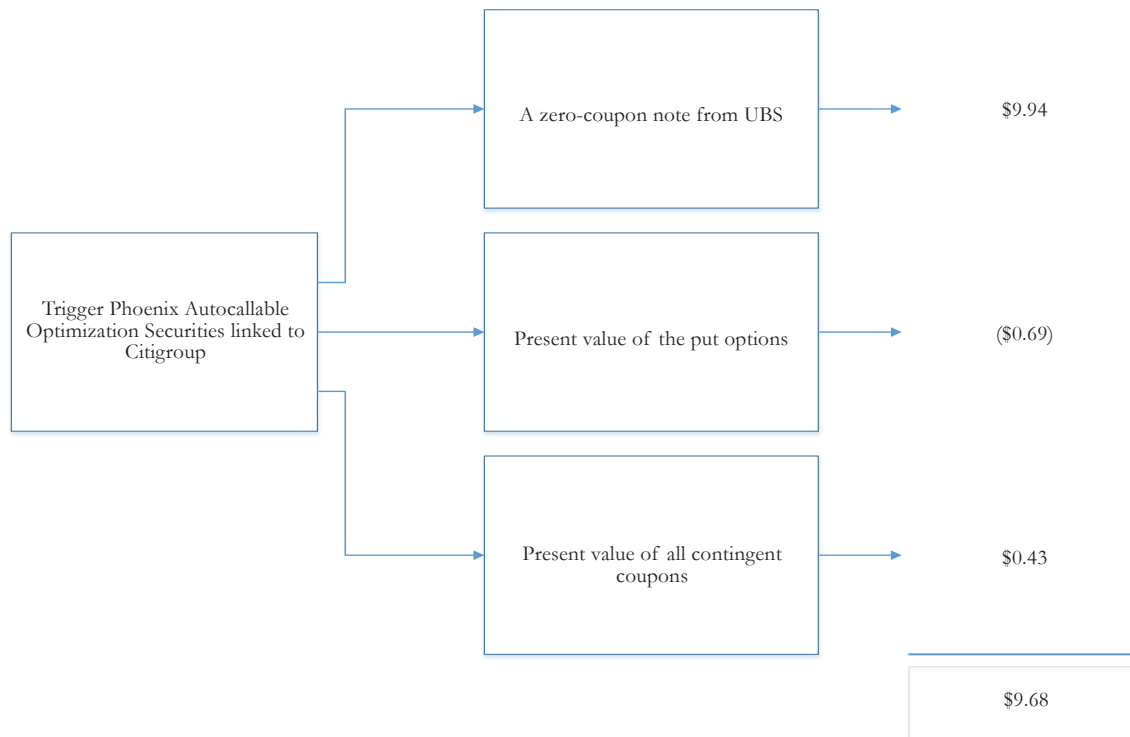 A zero-coupon note from UBS
$9.94
Trigger Phoenix Autocallable
Optimization Securities linked to
Citigroup
Present value of the put options
($0.69)
Present value of all contingent
coupons
$0.43
$9.68